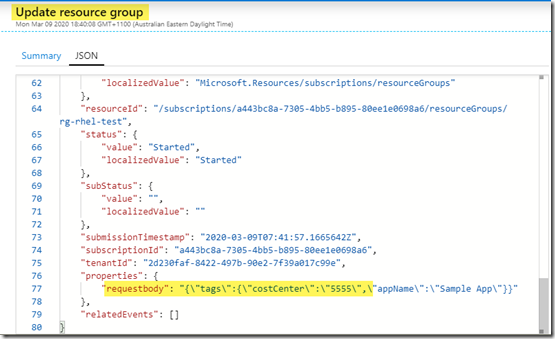 Update resource group
Mon Mar 09 2020 18:40:08 GMT+1100 (Australian Eastern Daylight Time)
Summary JSON
62 "localizedValue": "Microsoft.Resources/subscriptions/resourceGroups"
63 },
64 "resourceId": "/subscriptions/a443bc8a-7305-4bb5-b895-80ee1e0698a6/resourceGroups/
rg-rhel-test",
65 "status": {
66 "value": "Started",
67 "localizedValue": "Started"
68 },
69 "subStatus": {
70 "value": "",
71 "localizedValue": ""
72 },
73 "submissionTimestamp": "2020-03-09T07:41:57.1665642Z",
74 "subscriptionId": "a443bc8a-7305-4bb5-b895-80ee1e0698a6",
75 "tenantId": "2d230faf-8422-497b-90e2-7f39a017c99e",
76 "properties": {
77 "requestbody": "{\"tags\":{\"costCenter\":\"5555\",\"appName\":\"Sample App\"}}"
78 },
79 "relatedEvents": []
80 }